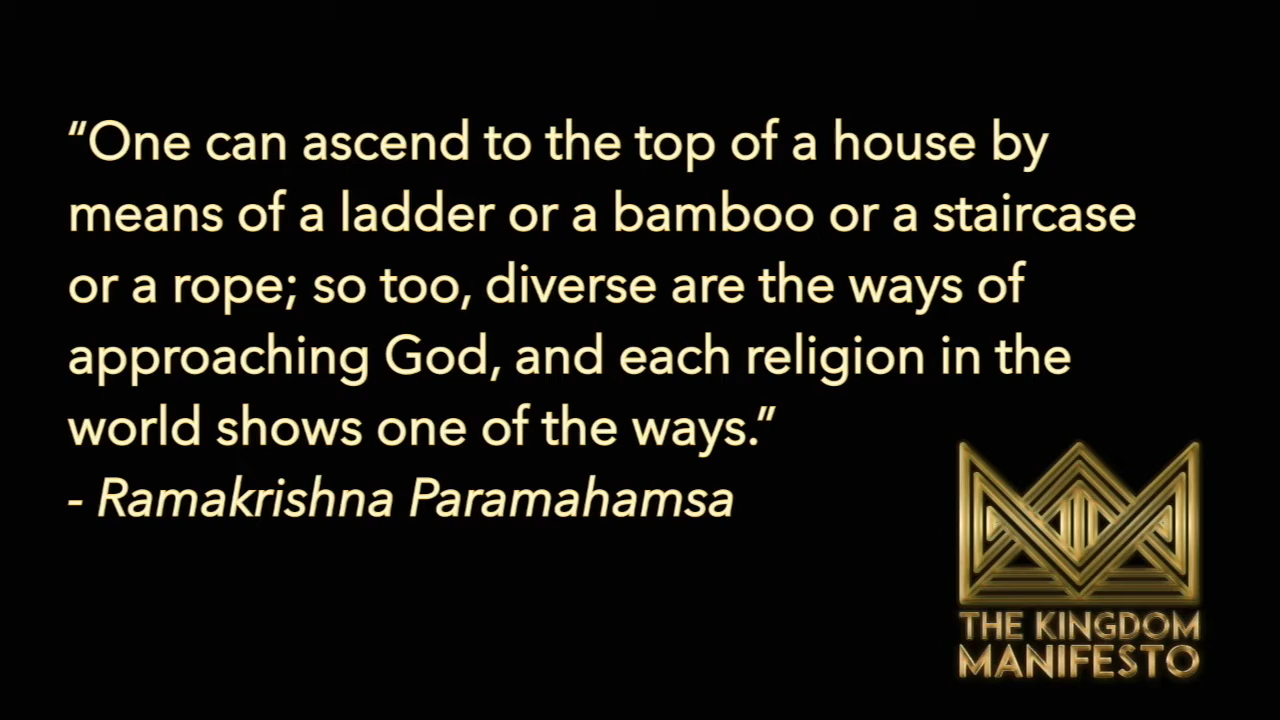 “One can ascend to the top of a house by
means of a ladder or a bamboo or a staircase
or a rope; so too, diverse are the ways of
approaching God, and each religion in the
world shows one of the ways.”
- Ramakrishna Paramahamsa
THE KINGDOM
MANIFESTO